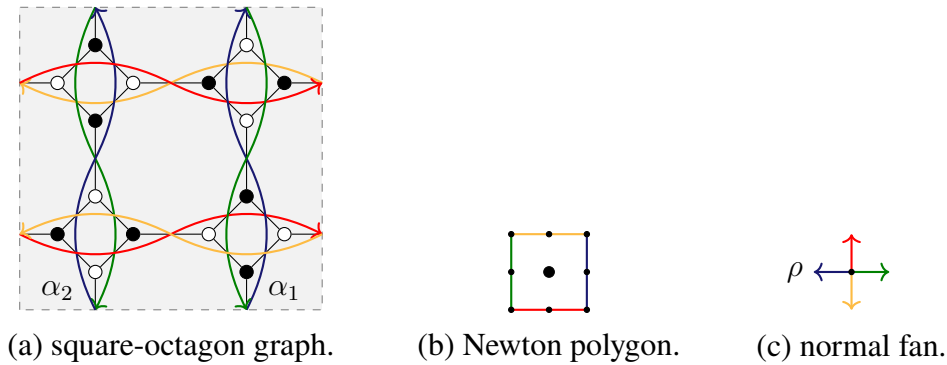 α₂ α₁
ρ
(a) square-octagon graph. (b) Newton polygon. (c) normal fan.